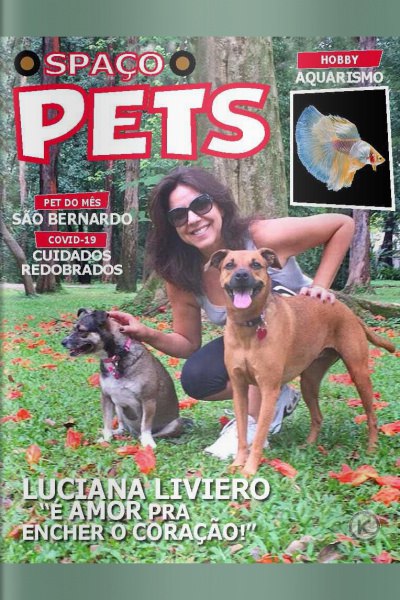 SPAÇO
PETS
HOBBY
AQUARISMO
PET DO MÊS
SÃO BERNARDO
COVID-19
CUIDADOS
REDOBRADOS
LUCIANA LIVIERO
“É AMOR PRA
ENCHER O CORAÇÃO!”